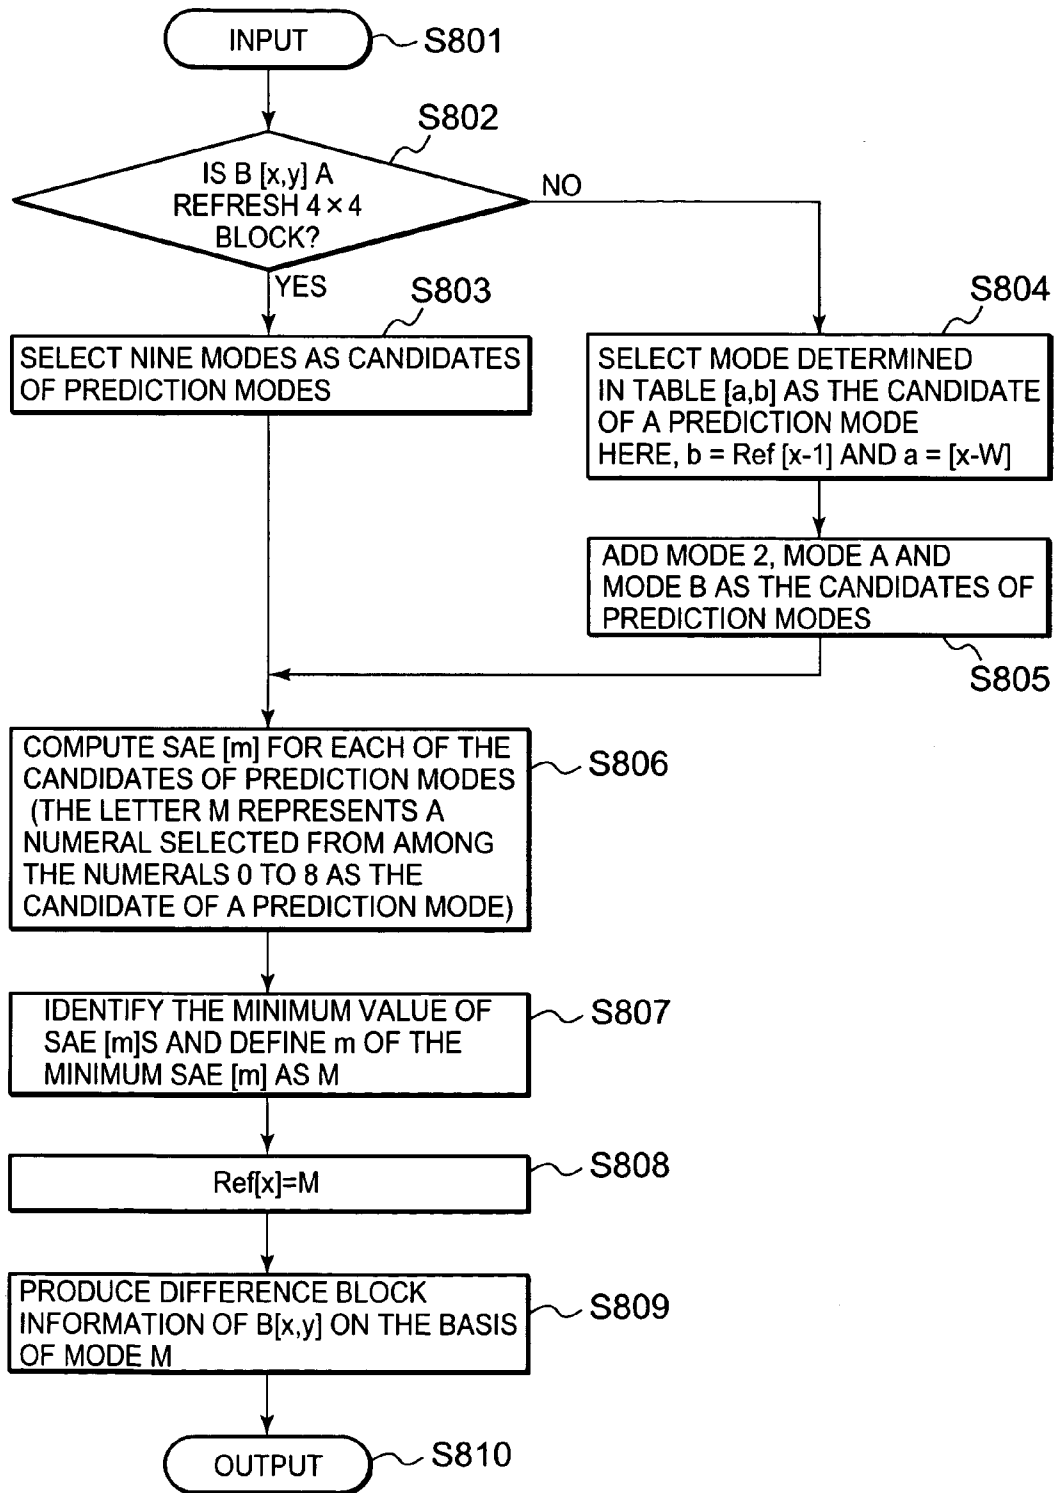 INPUT
S801
S802
IS B [x,y] A
REFRESH 4×4
BLOCK?
NO
YES
S803
SELECT NINE MODES AS CANDIDATES
OF PREDICTION MODES
S804
SELECT MODE DETERMINED
IN TABLE [a,b] AS THE CANDIDATE
OF A PREDICTION MODE
HERE, b = Ref [x-1] AND a = [x-W]
ADD MODE 2, MODE A AND
MODE B AS THE CANDIDATES OF
PREDICTION MODES
S805
COMPUTE SAE [m] FOR EACH OF THE
CANDIDATES OF PREDICTION MODES
(THE LETTER M REPRESENTS A
NUMERAL SELECTED FROM AMONG
THE NUMERALS 0 TO 8 AS THE
CANDIDATE OF A PREDICTION MODE)
S806
IDENTIFY THE MINIMUM VALUE OF
SAE [m]S AND DEFINE m OF THE
MINIMUM SAE [m] AS M
S807
Ref[x]=M
S808
PRODUCE DIFFERENCE BLOCK
INFORMATION OF B[x,y] ON THE BASIS
OF MODE M
S809
OUTPUT
S810